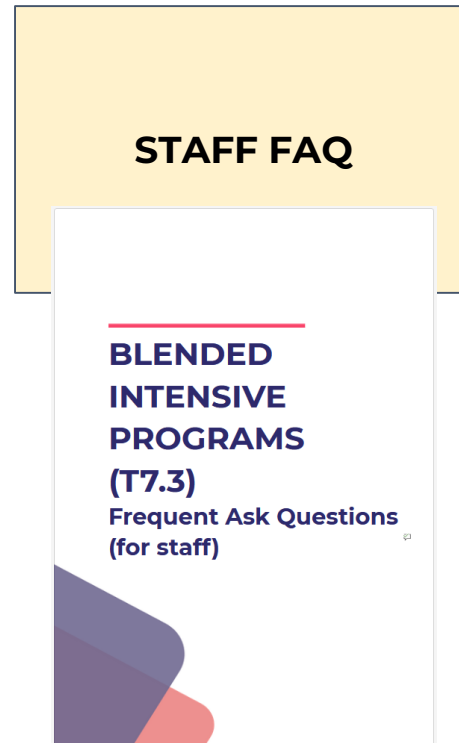 STAFF FAQ
BLENDED
INTENSIVE
PROGRAMS
(T7.3)
Frequent Ask Questions
(for staff)